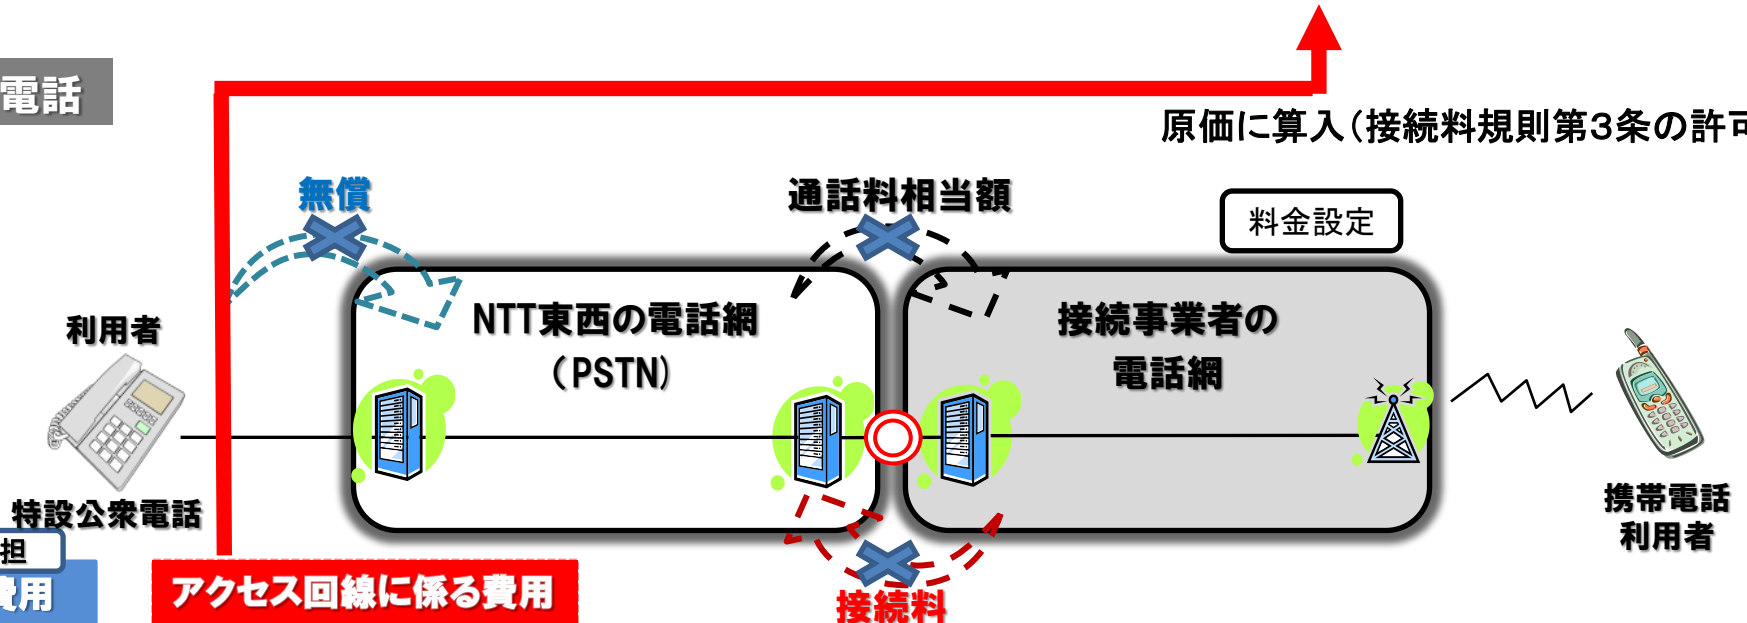 電話
原価に算入（接続料規則第３条の許可
無償
通話料相当額
料金設定
NTT東西の電話網
（PSTN）
接続事業者の
電話網
利用者
特設公衆電話
携帯電話
利用者
担
費用
アクセス回線に係る費用
接続料